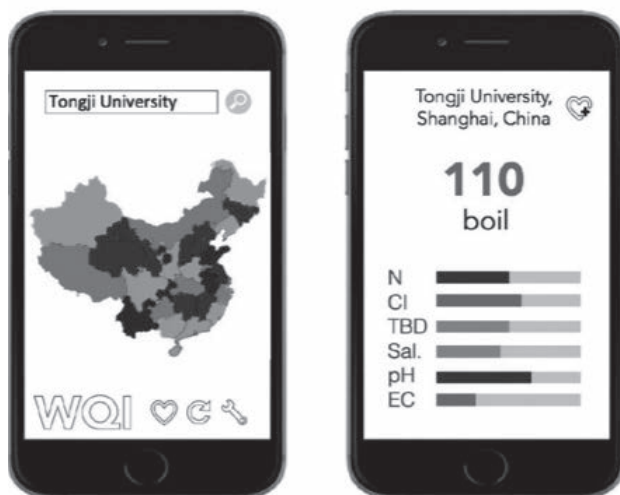 Tongji University
WQI
Tongji University,
Shanghai, China
110
boil
N
Cl
TBD
Sal.
pH
EC